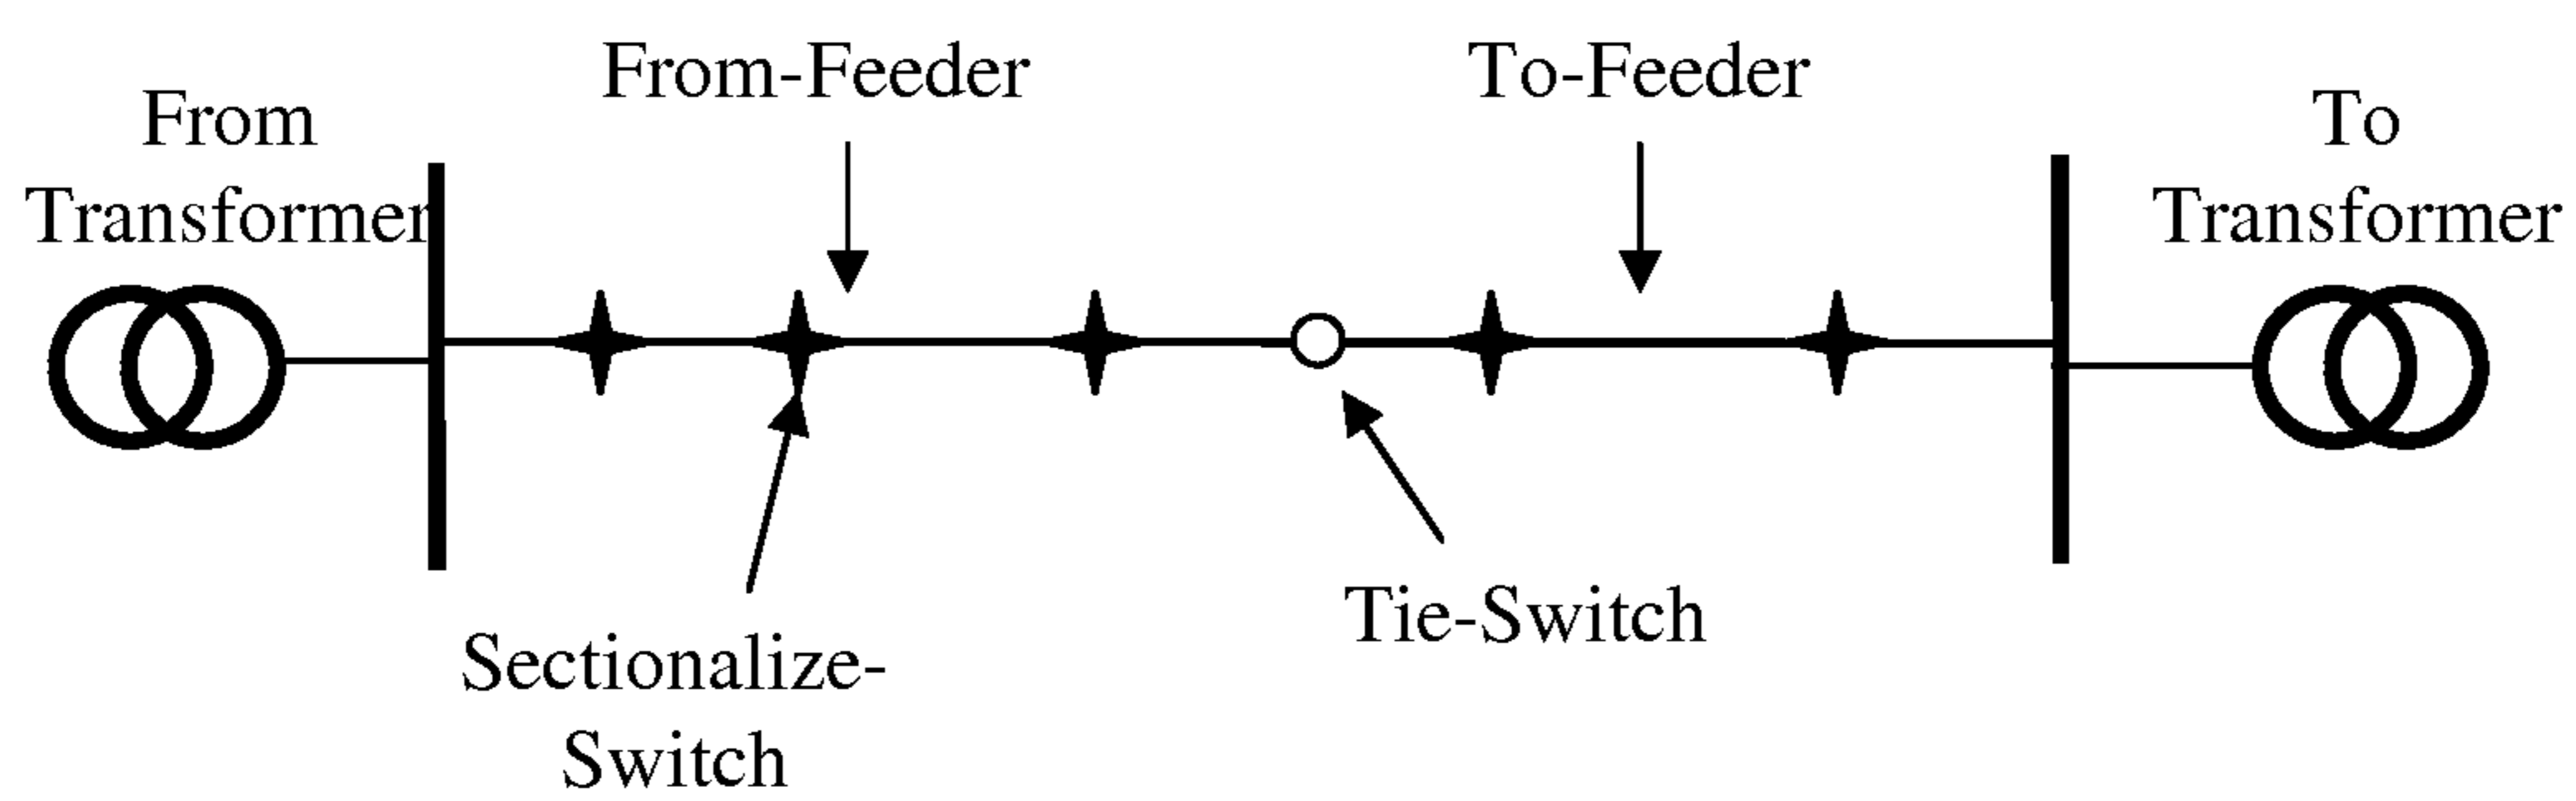 From
Transformer
From-Feeder
To-Feeder
To
Transformer
Sectionalize-
Switch
Tie-Switch